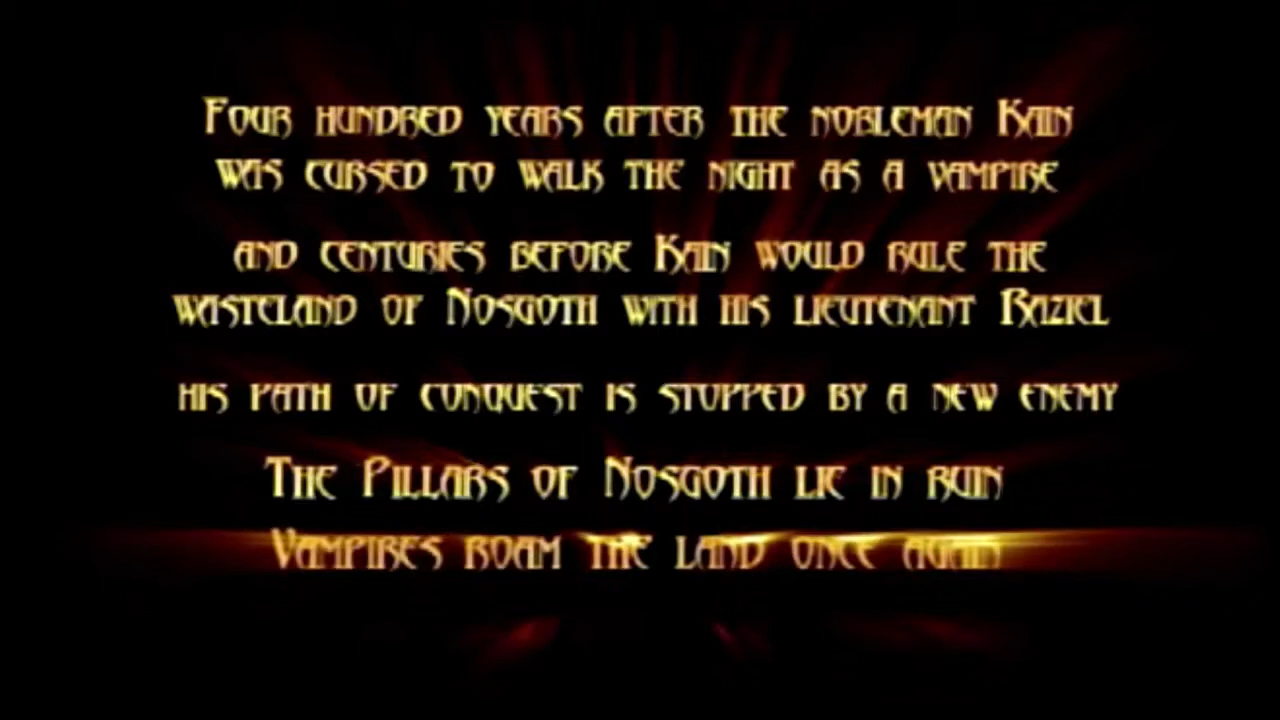 Four hundred years after the nobleman Kain
was cursed to walk the night as a vampire
and centuries before Kain would rule the
wasteland of Nosgoth with his lieutenant Raziel
his path of conquest is stopped by a new enemy
The Pillars of Nosgoth lie in ruin
Vampires roam the land once again